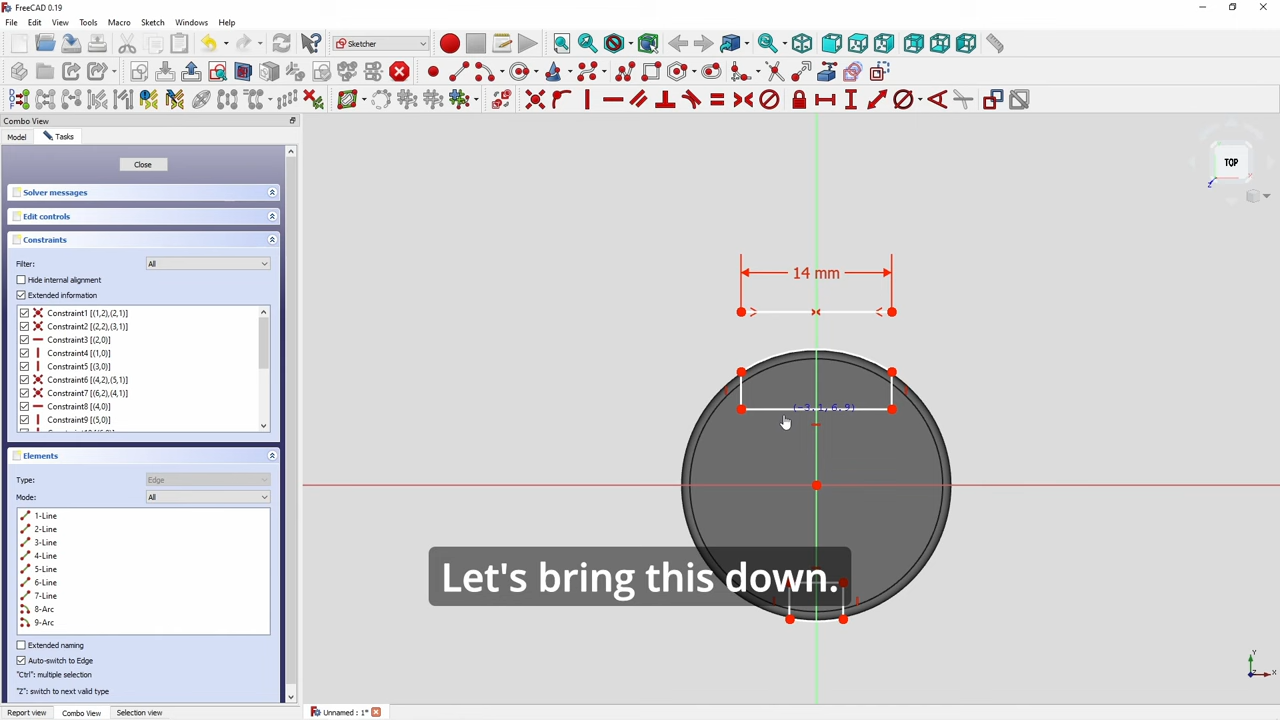 FreeCAD 0.19
File Edit View Tools Macro Sketch Windows Help
Sketcher
Combo View
Model Tasks
Close
Solver messages
Edit controls
Constraints
Filter: All
Hide internal alignment
Extended information
Constraint1 [(1,2),(2,1)]
Constraint2 [(2,2),(3,1)]
Constraint3 [(2,0)]
Constraint4 [(1,0)]
Constraint5 [(3,0)]
Constraint6 [(4,2),(5,1)]
Constraint7 [(6,2),(4,1)]
Constraint8 [(4,0)]
Constraint9 [(5,0)]
Elements
Type: Edge
Mode: All
1-Line
2-Line
3-Line
4-Line
5-Line
6-Line
7-Line
8-Arc
9-Arc
Extended naming
Auto-switch to Edge
"Ctrl": multiple selection
"Z": switch to next valid type
Report view Combo View Selection view
TOP
14 mm
(-3.1, 6.9)
Let's bring this down.
Y
Z
X
Unnamed : 1*